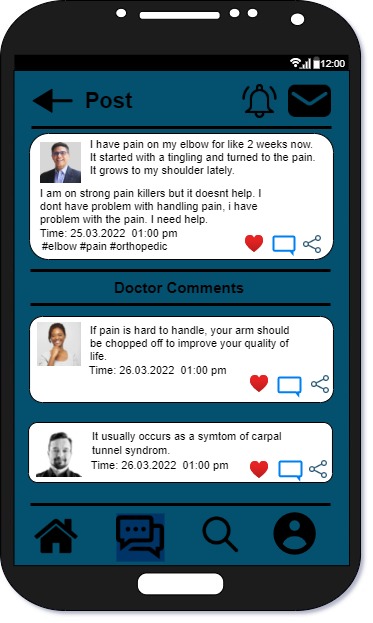 12:00
Post
I have pain on my elbow for like 2 weeks now.
It started with a tingling and turned to the pain.
It grows to my shoulder lately.
I am on strong pain killers but it doesnt help. I
dont have problem with handling pain, i have
problem with the pain. I need help.
Time: 25.03.2022  01:00 pm
#elbow #pain #orthopedic
Doctor Comments
If pain is hard to handle, your arm should
be chopped off to improve your quality of
life.
Time: 26.03.2022  01:00 pm
It usually occurs as a symtom of carpal
tunnel syndrom.
Time: 26.03.2022  01:00 pm